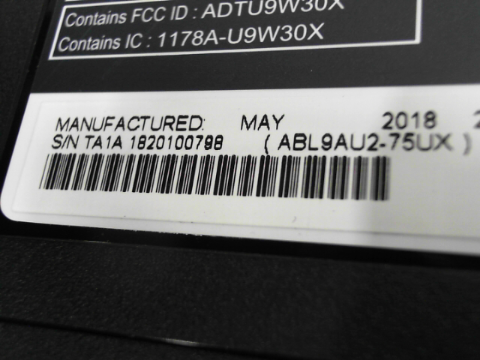 Contains FCC ID : ADTU9W30X
Contains IC : 1178A-U9W30X
MANUFACTURED: MAY 2018
S/N TA1A 1820100798 ( ABL9AU2-75UX )